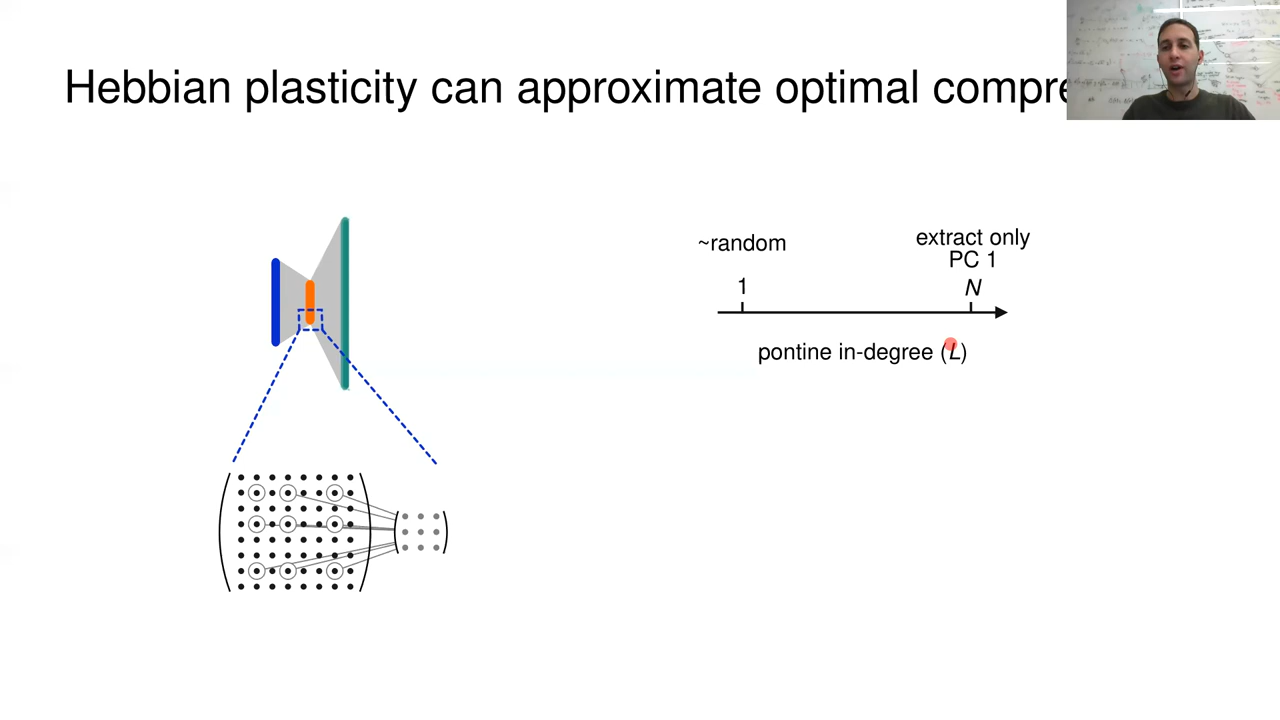 Hebbian plasticity can approximate optimal compre
~random
extract only
PC 1
1
N
pontine in-degree (L)